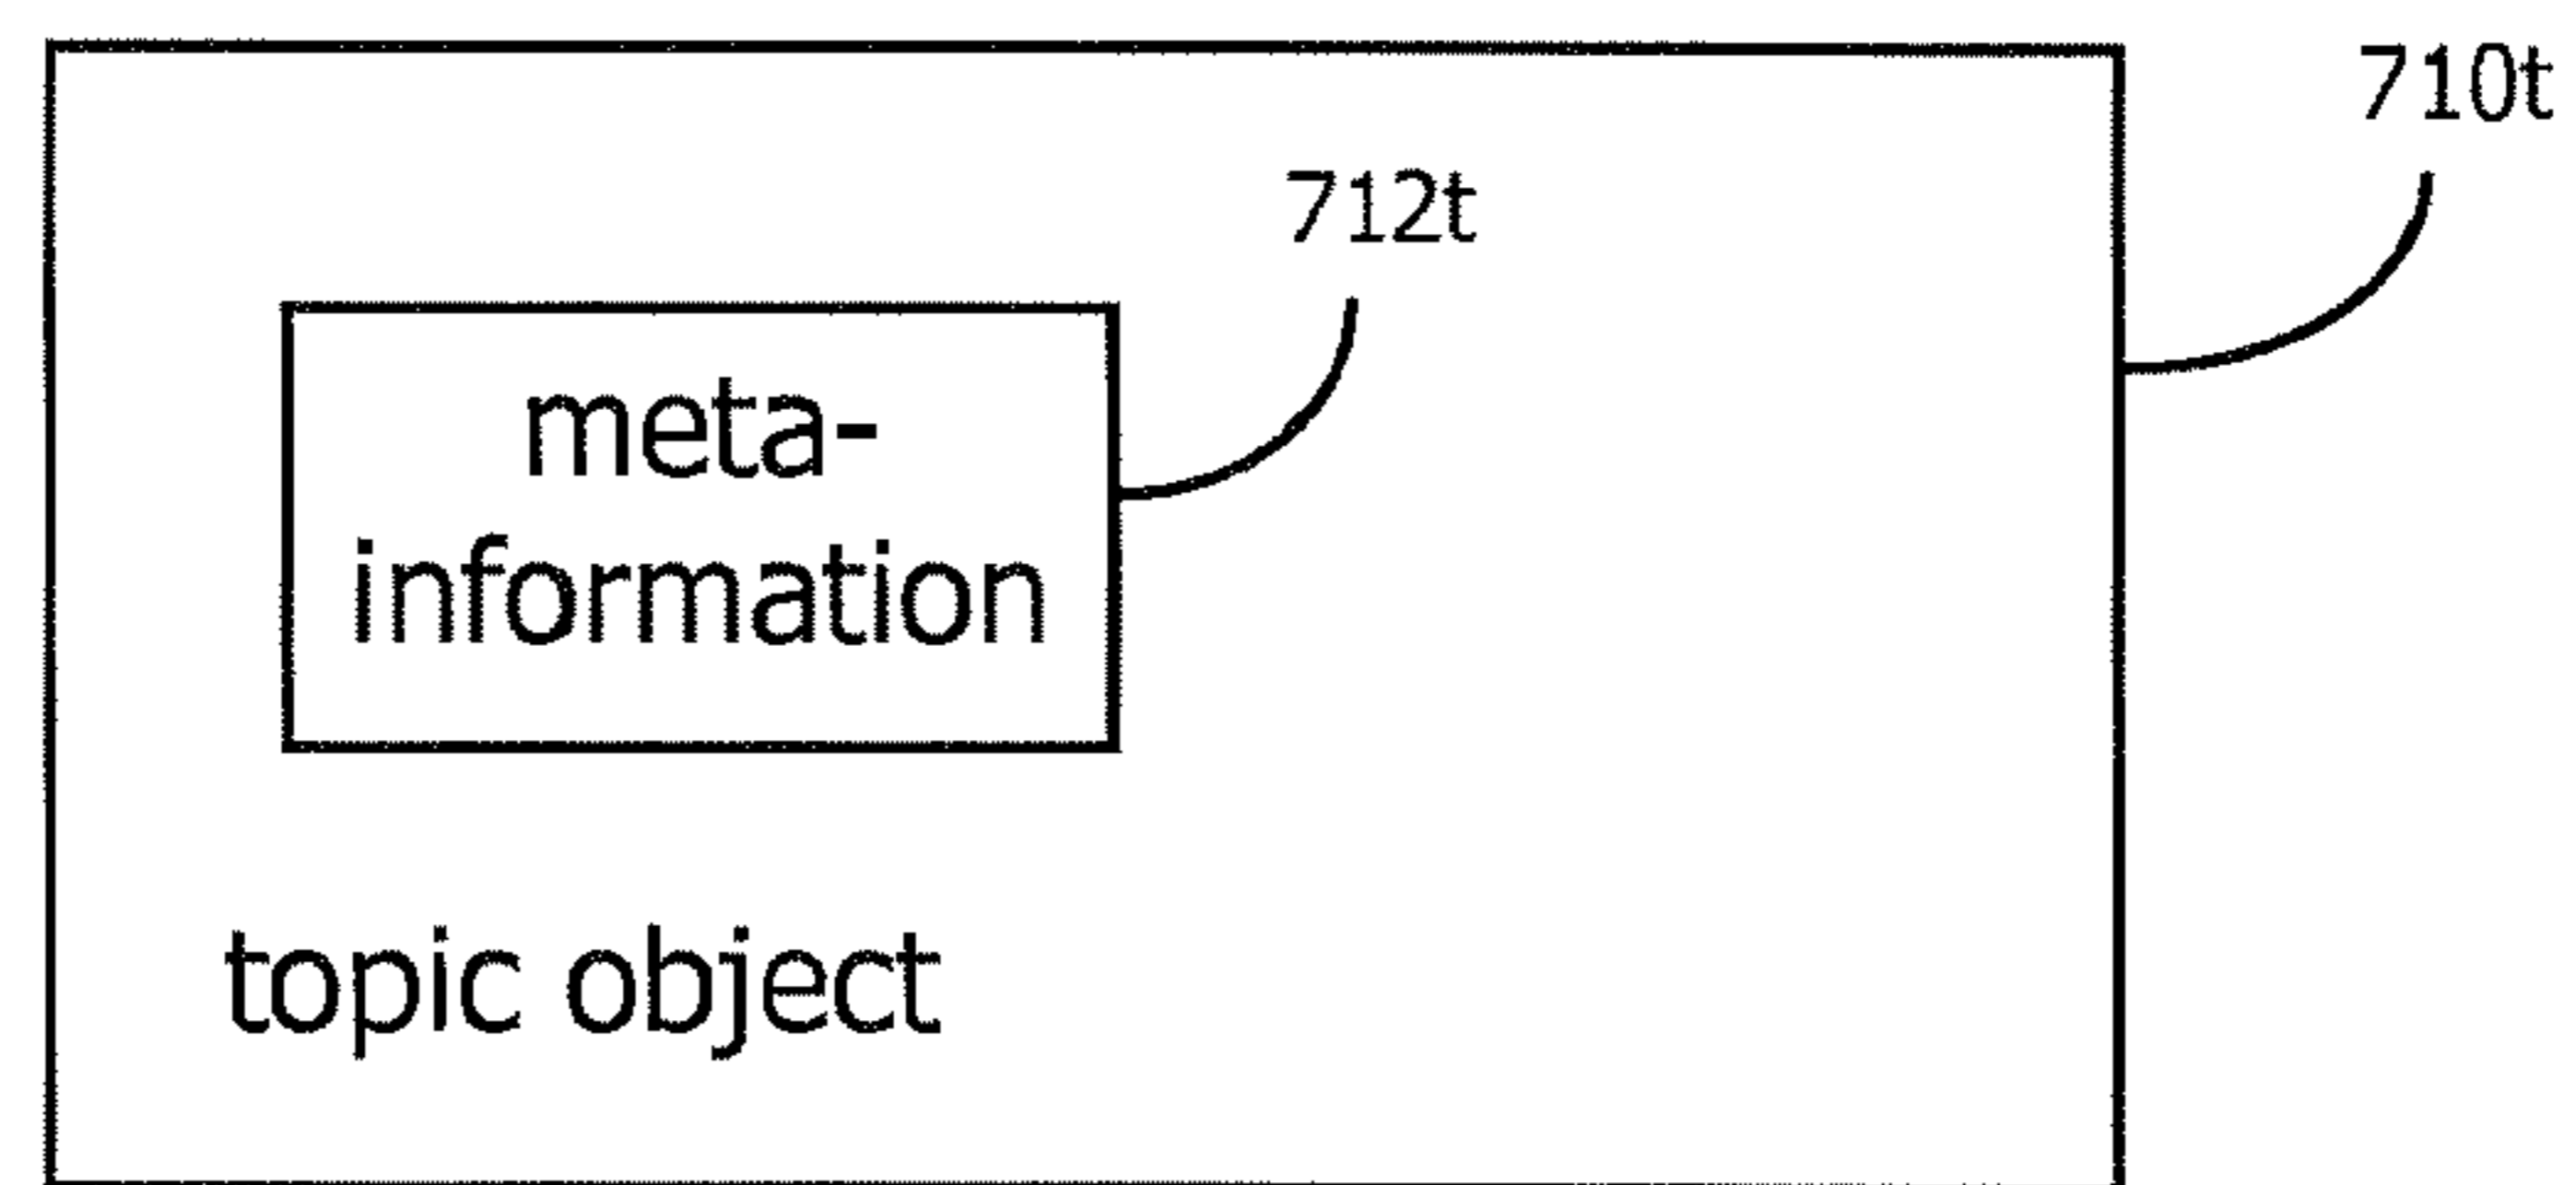 710t
712t
meta-
information
topic object